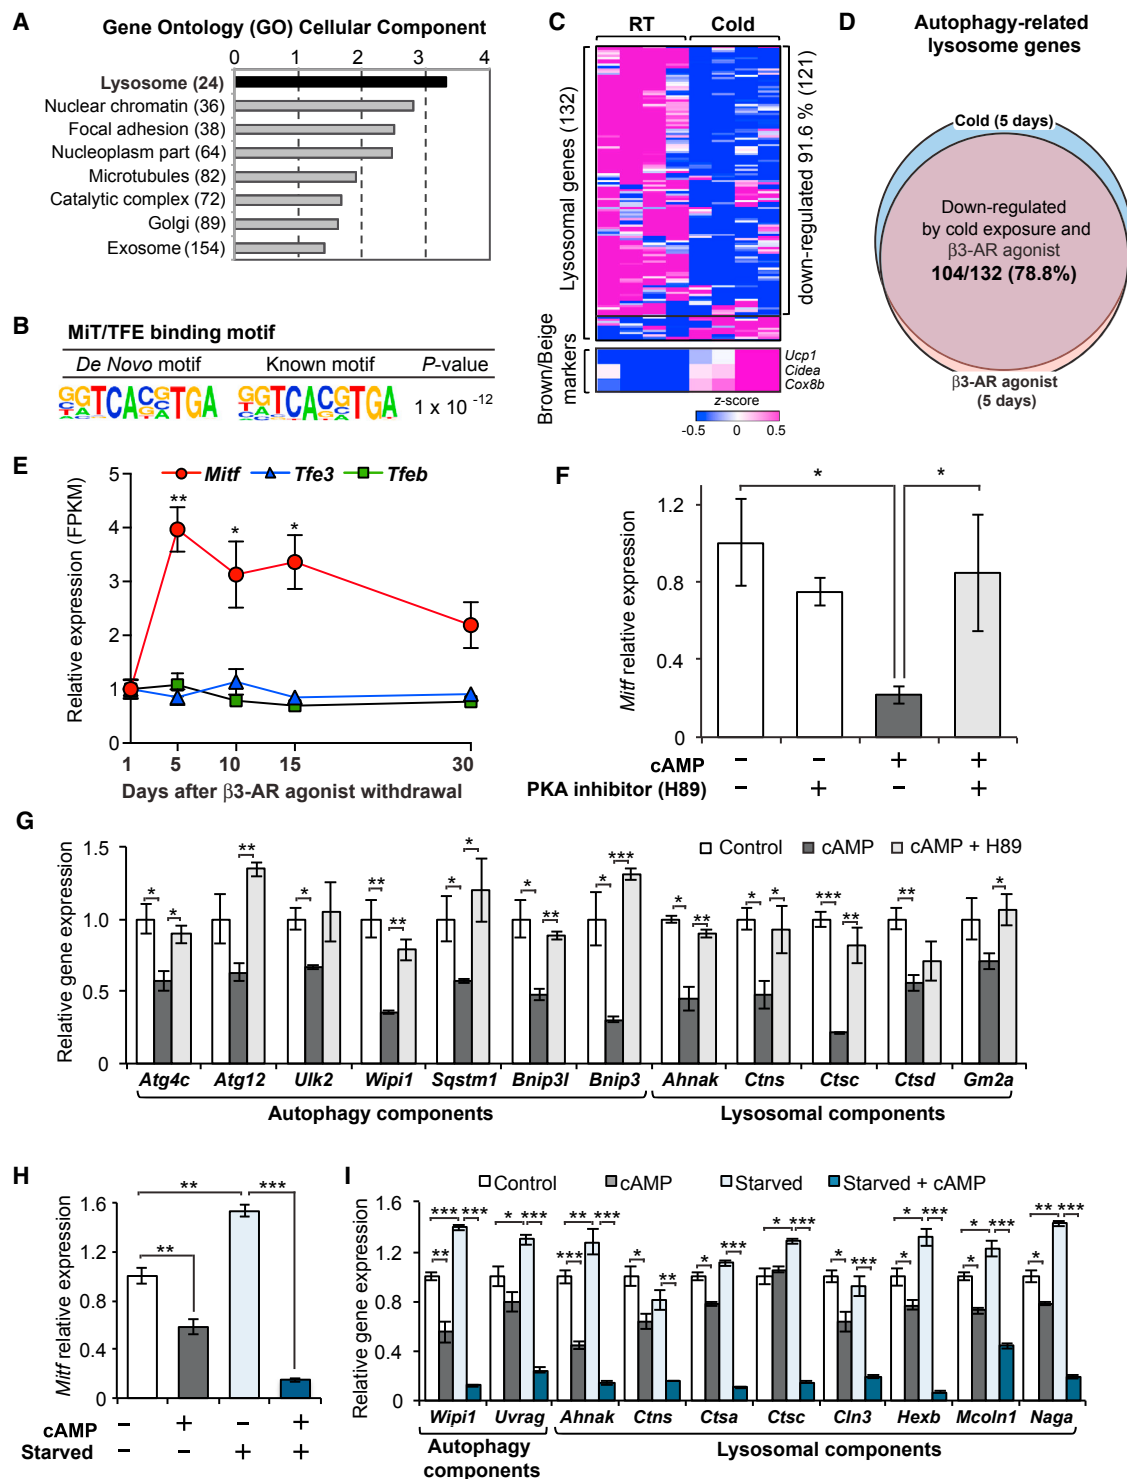 A
Gene Ontology (GO) Cellular Component
0 1 2 3 4
Lysosome (24)
Nuclear chromatin (36)
Focal adhesion (38)
Nucleoplasm part (64)
Microtubules (82)
Catalytic complex (72)
Golgi (89)
Exosome (154)
B
MiT/TFE binding motif
De Novo motif Known motif P-value
GGTCACGTGA GGTCACGTGA 1 x 10 -12
C
RT Cold
Lysosomal genes (132)
down-regulated 91.6 % (121)
Brown/Beige
markers
Ucp1
Cidea
Cox8b
z-score
-0.5 0 0.5
D
Autophagy-related
lysosome genes
Cold (5 days)
Down-regulated
by cold exposure and
β3-AR agonist
104/132 (78.8%)
β3-AR agonist
(5 days)
E
Mitf Tfe3 Tfeb
Relative expression (FPKM)
5
4
3
2
1
0
** * *
1 5 10 15 30
Days after β3-AR agonist withdrawal
F
Mitf relative expression
1.2
0.8
0.4
0
* *
cAMP − − + +
PKA inhibitor (H89) − + − +
G
Control cAMP cAMP + H89
Relative gene expression
1.5
1.0
0.5
0
* * ** * ** ** * * * ** * *** * ** * * *** ** ** *
Atg4c Atg12 Ulk2 Wipi1 Sqstm1 Bnip3l Bnip3 Ahnak Ctns Ctsc Ctsd Gm2a
Autophagy components Lysosomal components
H
Mitf relative expression
1.6
1.2
0.8
0.4
0
** ** ***
cAMP − + − +
Starved − − + +
I
Control cAMP Starved Starved + cAMP
Relative gene expression
1.6
1.2
0.8
0.4
0
*** *** * *** ** *** * *** * *** * *** ** ***
** *** * ** * *** * *** * * *
Wipi1 Uvrag Ahnak Ctns Ctsa Ctsc Cln3 Hexb Mcoln1 Naga
Autophagy
components
Lysosomal components